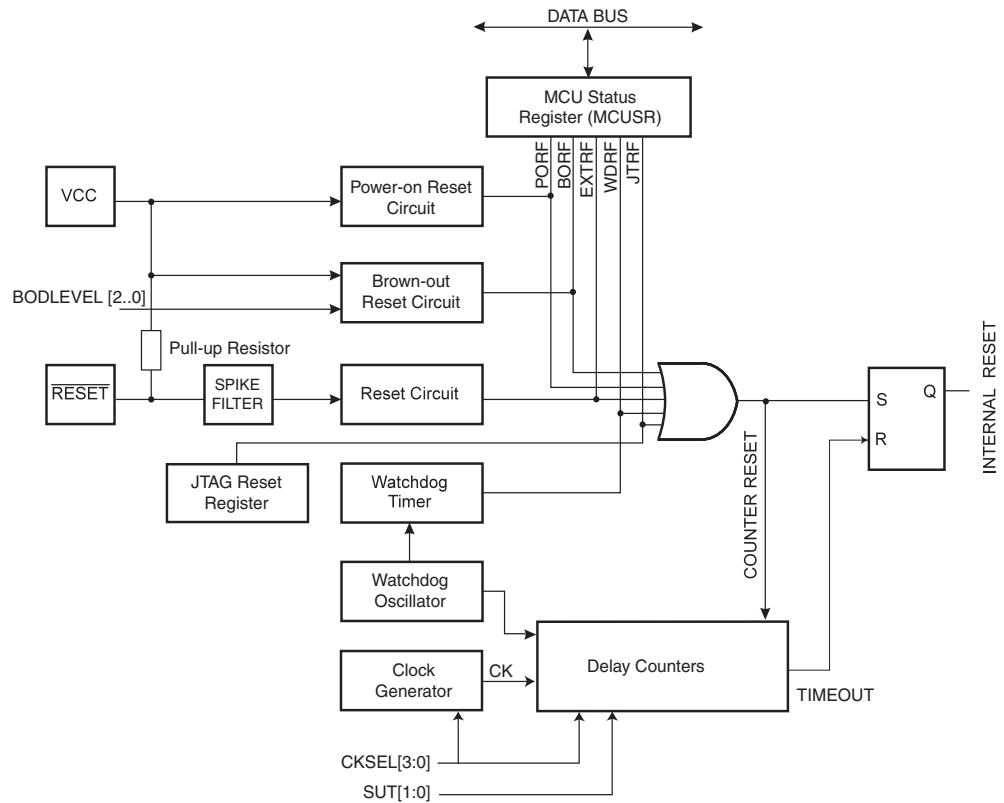 DATA BUS
MCU Status
Register (MCUSR)
PORF
BORF
EXTRF
WDRF
JTRF
VCC
Power-on Reset
Circuit
Brown-out
Reset Circuit
BODLEVEL [2..0]
Pull-up Resistor
RESET
SPIKE
FILTER
Reset Circuit
JTAG Reset
Register
Watchdog
Timer
Watchdog
Oscillator
Clock
Generator
CK
Delay Counters
CKSEL[3:0]
SUT[1:0]
COUNTER RESET
TIMEOUT
S
R
Q
INTERNAL RESET